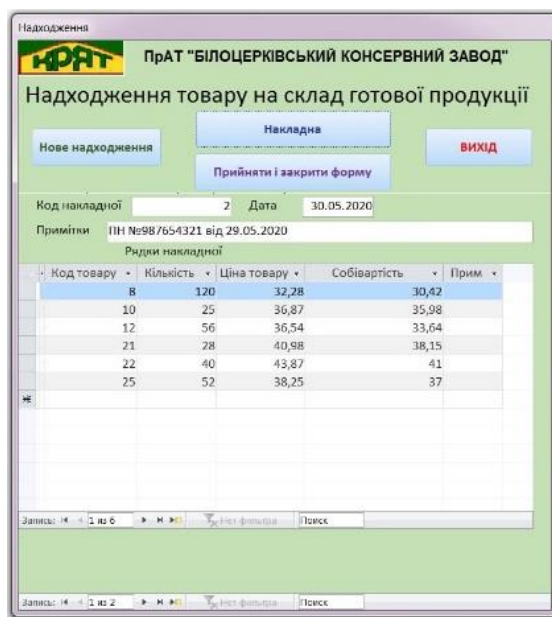 Надходження
КРЯТ
ПрАТ "БІЛОЦЕРКІВСЬКИЙ КОНСЕРВНИЙ ЗАВОД"
Надходження товару на склад готової продукції
Нове надходження
Накладна
Прийняти і закрити форму
ВИХІД
Код накладної 2 Дата 30.05.2020
Примітки ПН №987654321 від 29.05.2020
Рядки накладної
Код товару Кількість Ціна товару Собівартість Прим
8 120 32,28 30,42
10 25 36,87 35,98
12 56 36,54 33,64
21 28 40,98 38,15
22 40 43,87 41
25 52 38,25 37
Запись: 1 из 6 Нет фильтра Поиск
Запись: 1 из 2 Нет фильтра Поиск